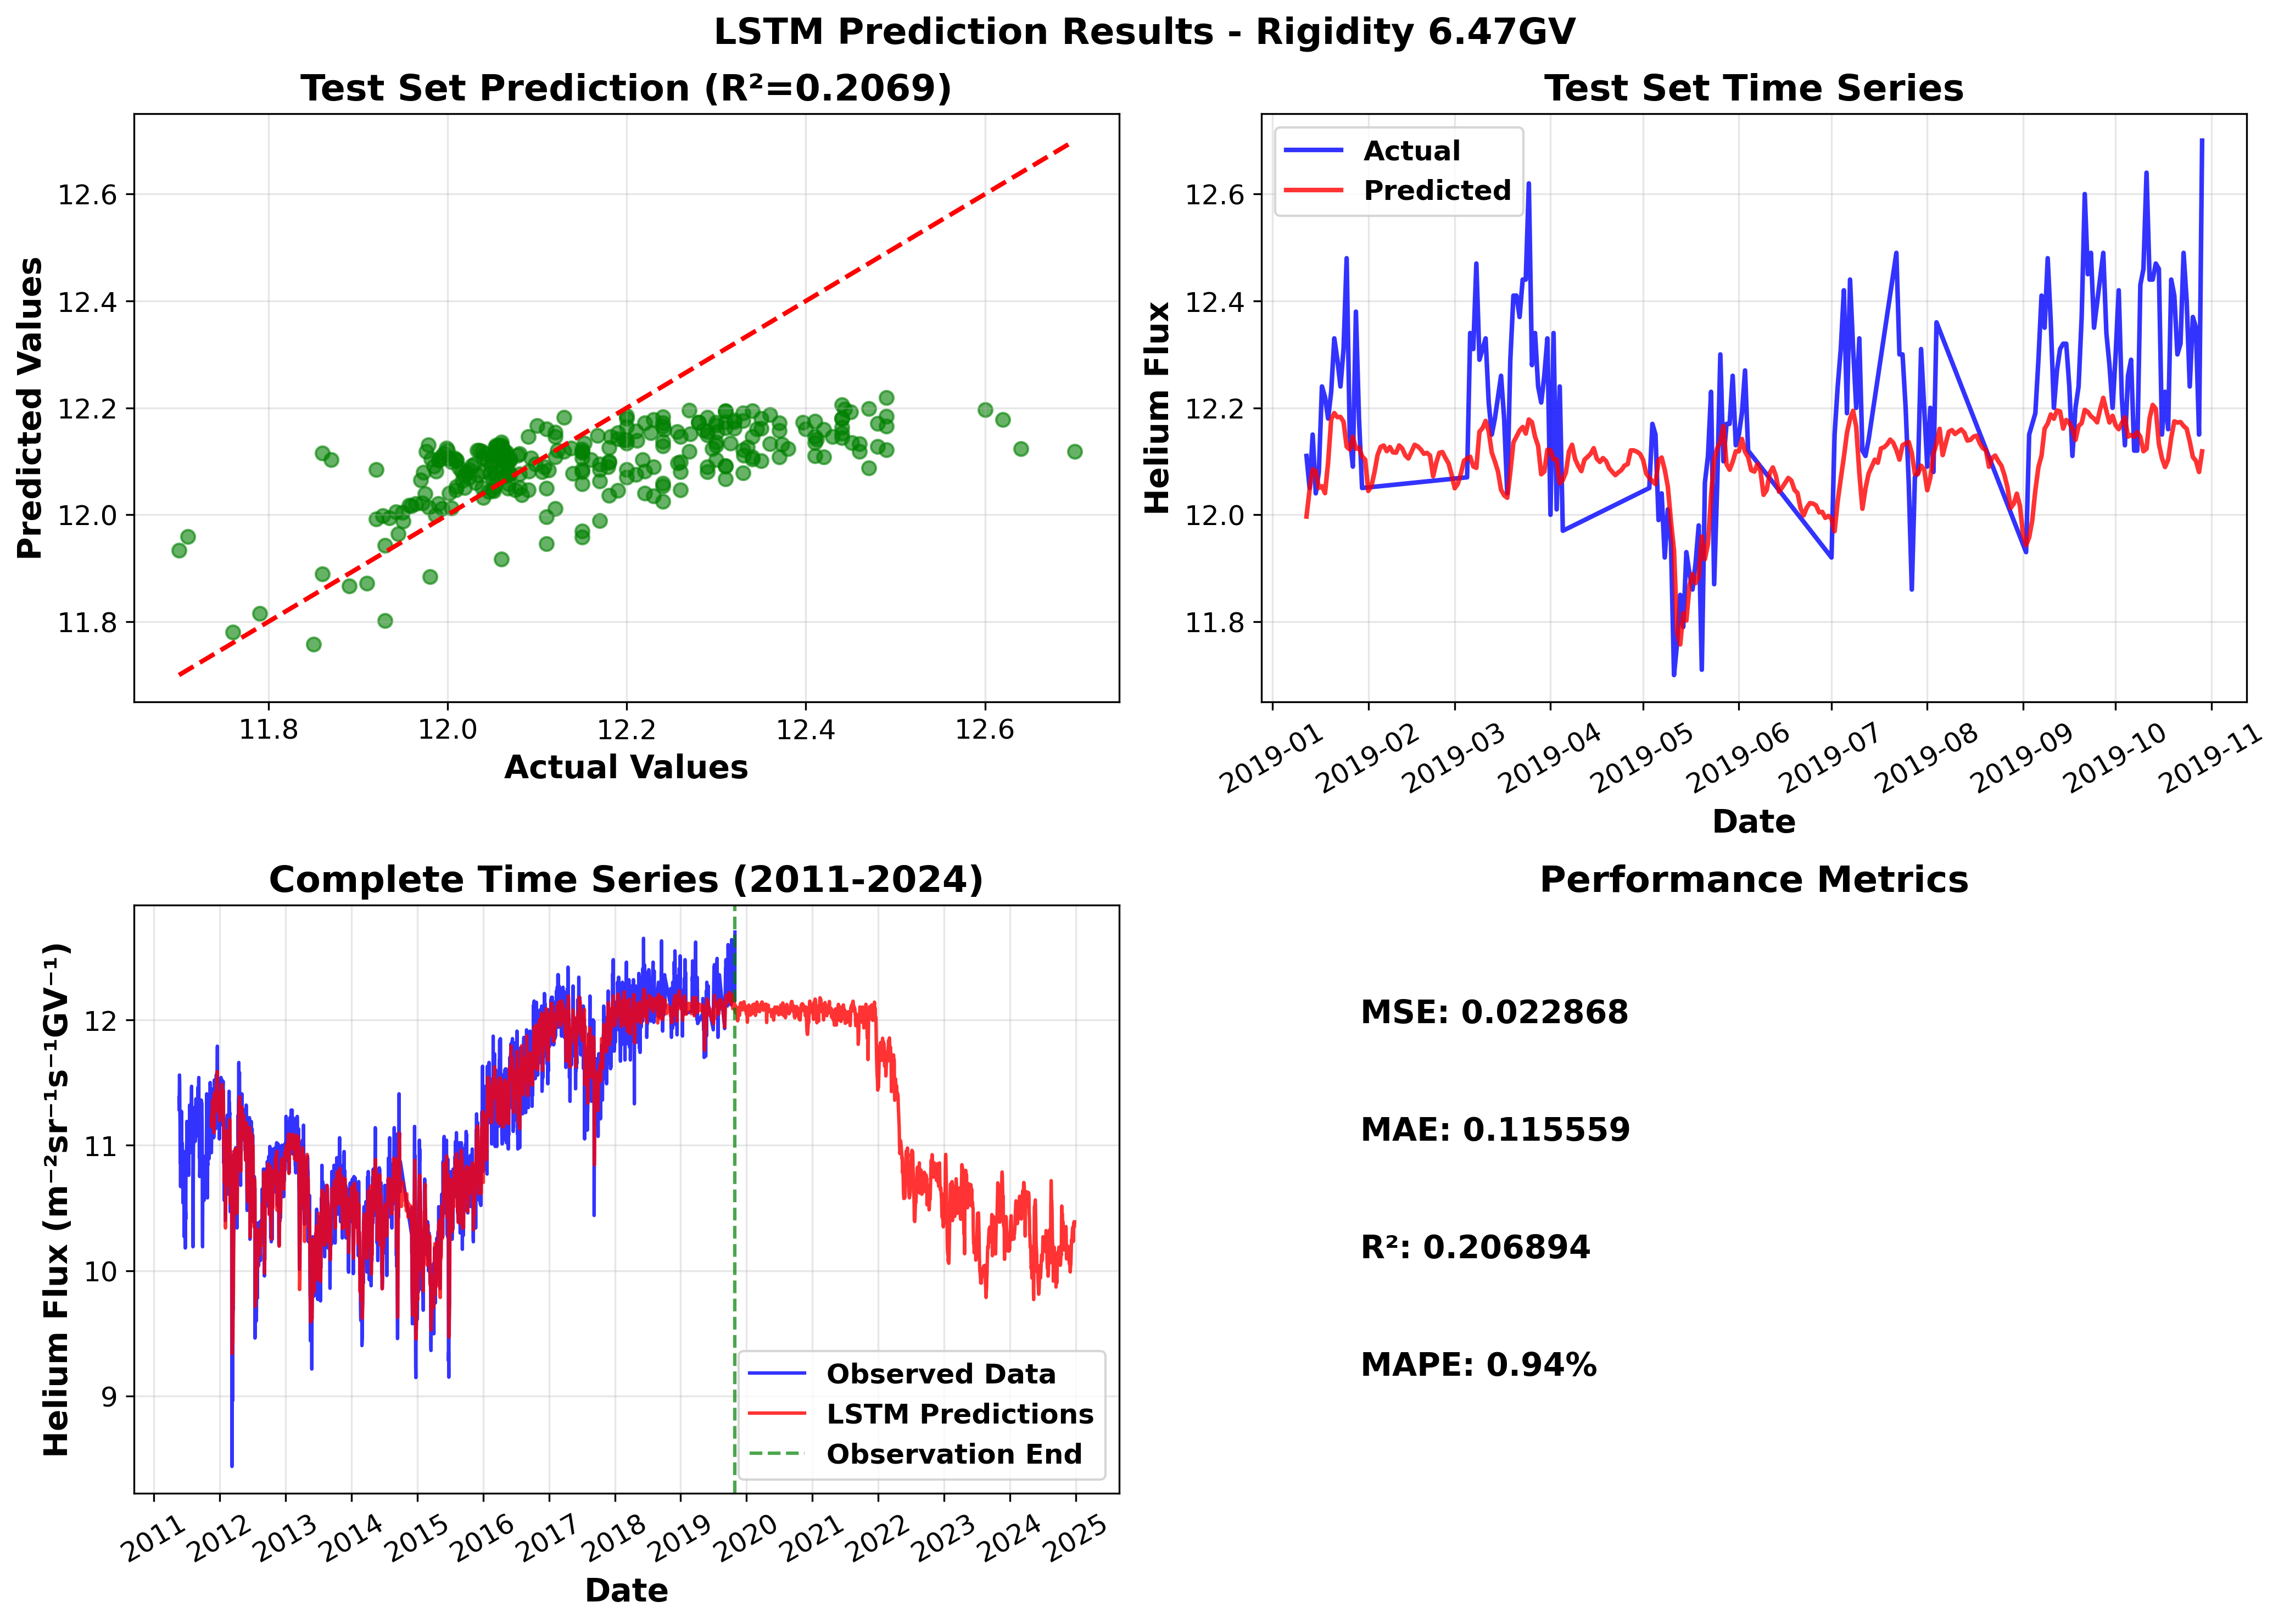 LSTM Prediction Results - Rigidity 6.47GV
Test Set Prediction (R²=0.2069)
Predicted Values
12.6
12.4
12.2
12.0
11.8
11.8 12.0 12.2 12.4 12.6
Actual Values
Test Set Time Series
Actual
Predicted
Helium Flux
12.6
12.4
12.2
12.0
11.8
2019-01 2019-02 2019-03 2019-04 2019-05 2019-06 2019-07 2019-08 2019-09 2019-10 2019-11
Date
Complete Time Series (2011-2024)
Helium Flux (m⁻²sr⁻¹s⁻¹GV⁻¹)
12
11
10
9
Observed Data
LSTM Predictions
Observation End
2011 2012 2013 2014 2015 2016 2017 2018 2019 2020 2021 2022 2023 2024 2025
Date
Performance Metrics
MSE: 0.022868
MAE: 0.115559
R²: 0.206894
MAPE: 0.94%